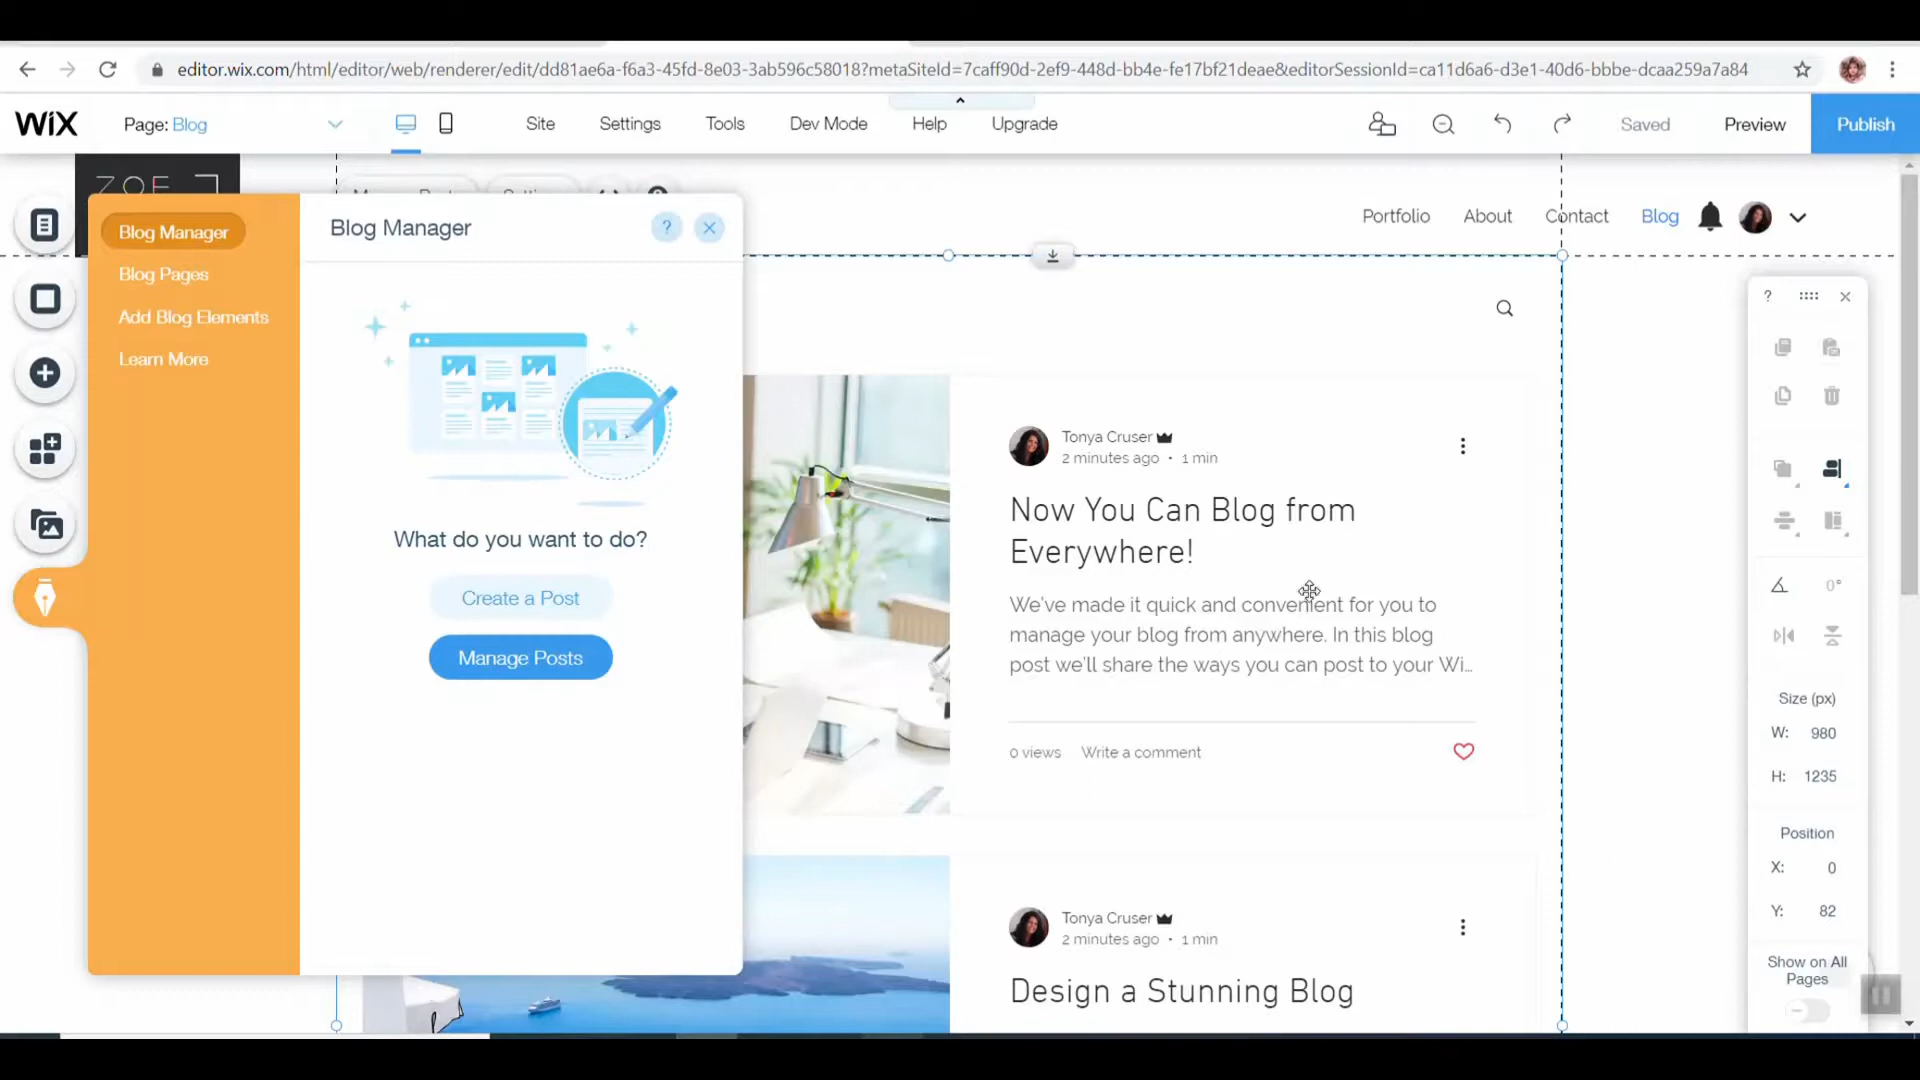 editor.wix.com/html/editor/web/renderer/edit/dd81ae6a-f6a3-45fd-8e03-3ab596c58018?metaSiteId=7caff90d-2ef9-448d-bb4e-fe17bf21deae&editorSessionId=ca11d6a6-d3e1-40d6-bbbe-dcaa259a7a84
WiX Page: Blog Site Settings Tools Dev Mode Help Upgrade Saved Preview Publish
ZOE
Portfolio About Contact Blog
Blog Manager
Blog Pages
Add Blog Elements
Learn More
Blog Manager ?
What do you want to do?
Create a Post
Manage Posts
Tonya Cruser
2 minutes ago · 1 min
Now You Can Blog from
Everywhere!
We've made it quick and convenient for you to
manage your blog from anywhere. In this blog
post we'll share the ways you can post to your Wi...
0 views Write a comment
Tonya Cruser
2 minutes ago · 1 min
Design a Stunning Blog
?
0°
Size (px)
W: 980
H: 1235
Position
X: 0
Y: 82
Show on All
Pages